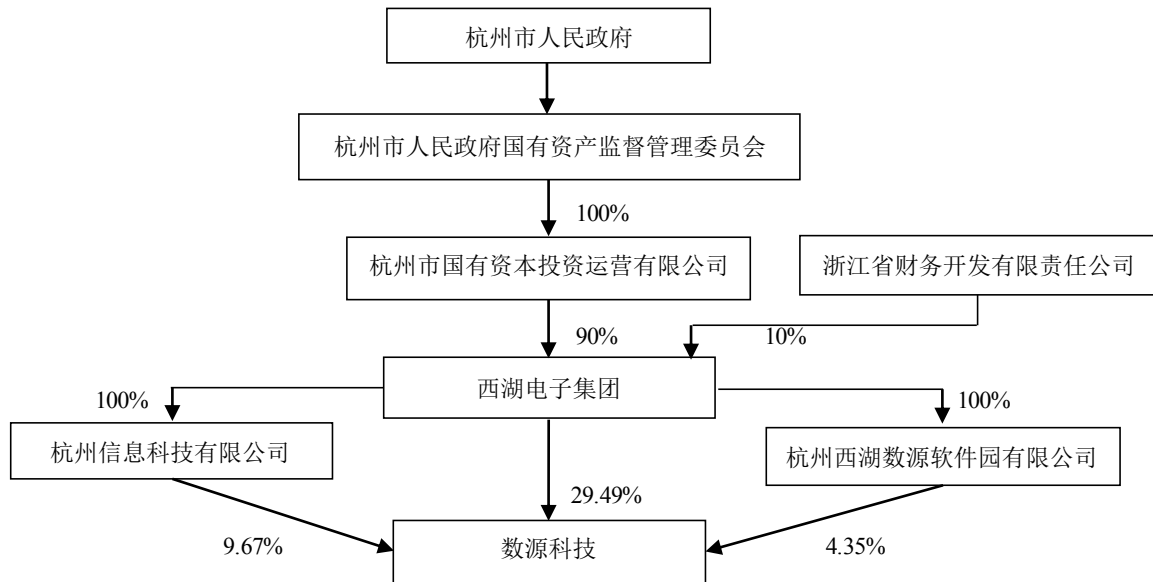 杭州市人民政府
杭州市人民政府国有资产监督管理委员会
100%
杭州市国有资本投资运营有限公司
浙江省财务开发有限责任公司
90%
10%
西湖电子集团
100%
100%
杭州信息科技有限公司
杭州西湖数源软件园有限公司
29.49%
9.67%
数源科技
4.35%